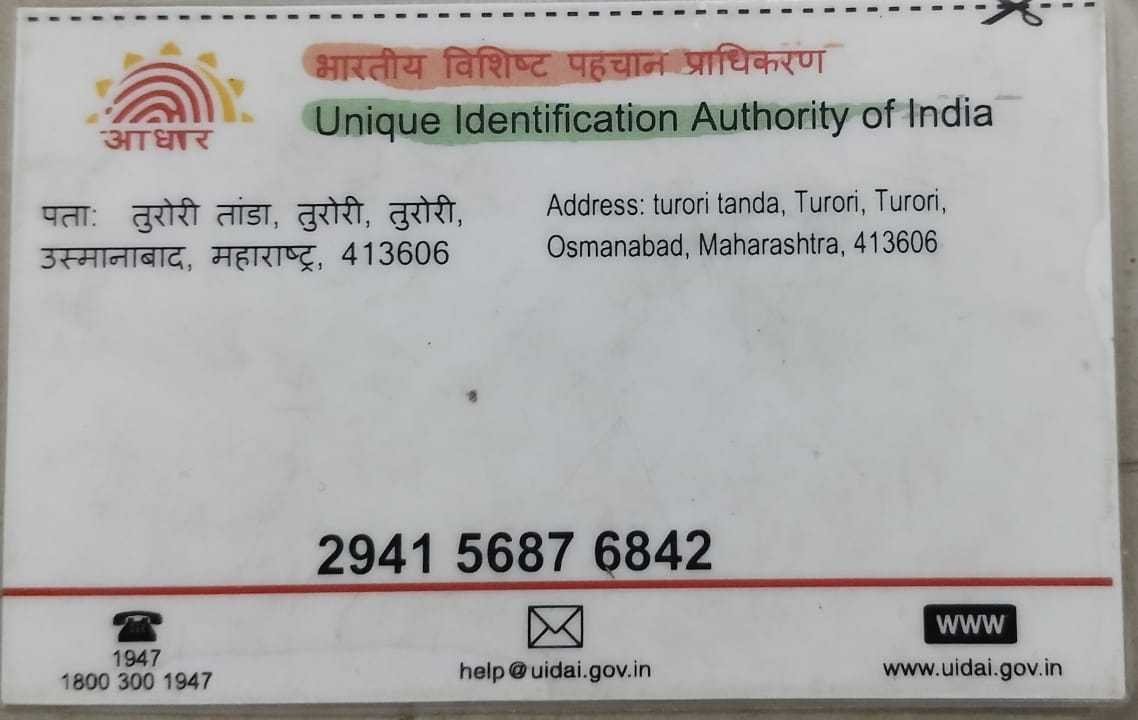 भारतीय विशिष्ट पहचान प्राधिकरण
Unique Identification Authority of India
आधार
पता: तुरोरी तांडा, तुरोरी, तुरोरी,
उस्मानाबाद, महाराष्ट्र, 413606
Address: turori tanda, Turori, Turori,
Osmanabad, Maharashtra, 413606
2941 5687 6842
1947
1800 300 1947
help@uidai.gov.in
WWW
www.uidai.gov.in